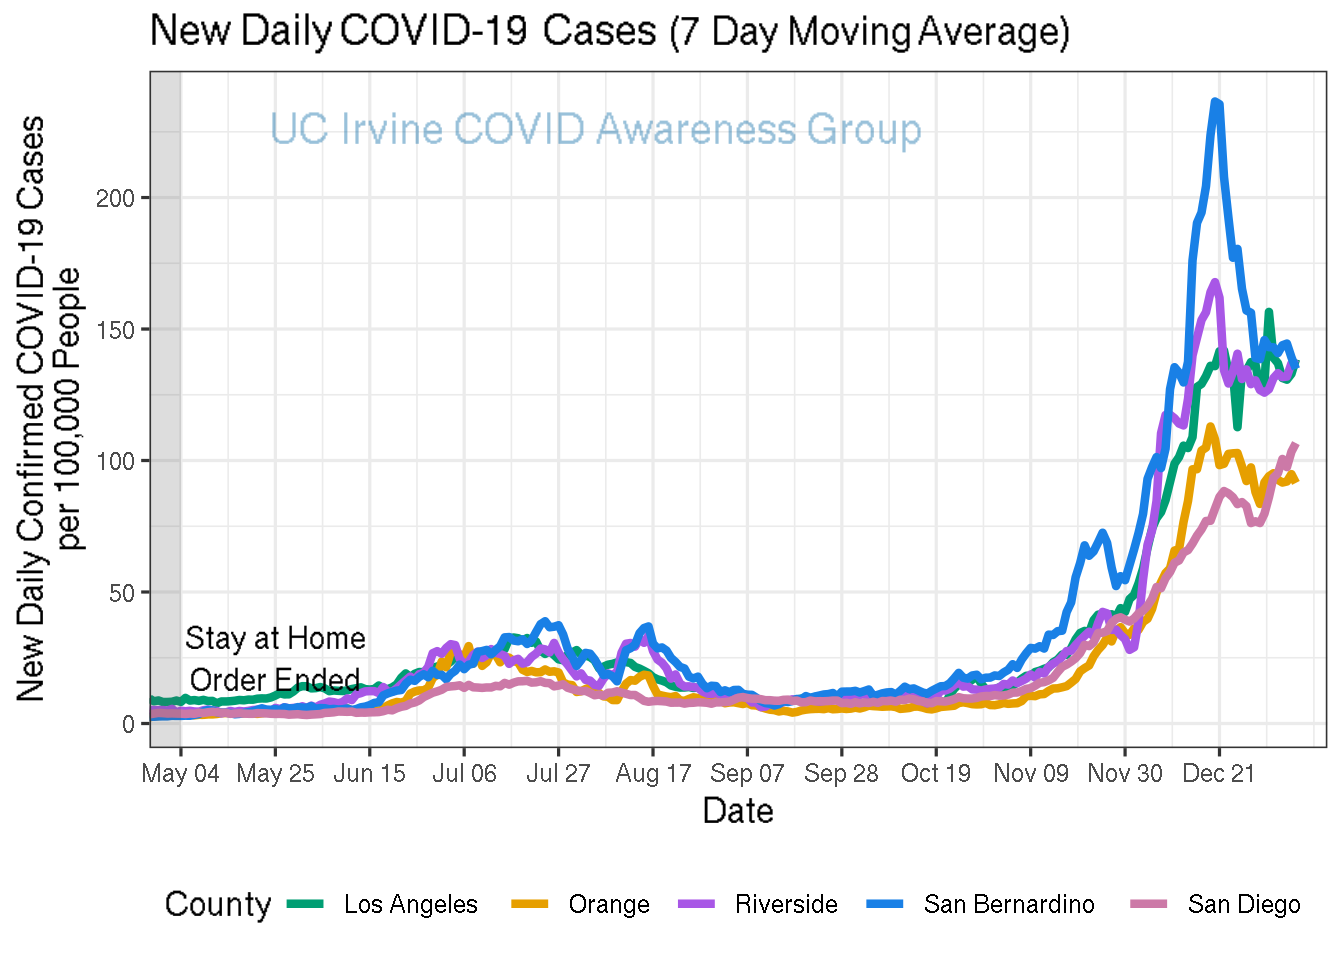 New Daily COVID-19 Cases (7 Day Moving Average)
UC Irvine COVID Awareness Group
New Daily Confirmed COVID-19 Cases
per 100,000 People
200
150
100
50
0
Stay at Home
Order Ended
May 04 May 25 Jun 15 Jul 06 Jul 27 Aug 17 Sep 07 Sep 28 Oct 19 Nov 09 Nov 30 Dec 21
Date
County Los Angeles Orange Riverside San Bernardino San Diego